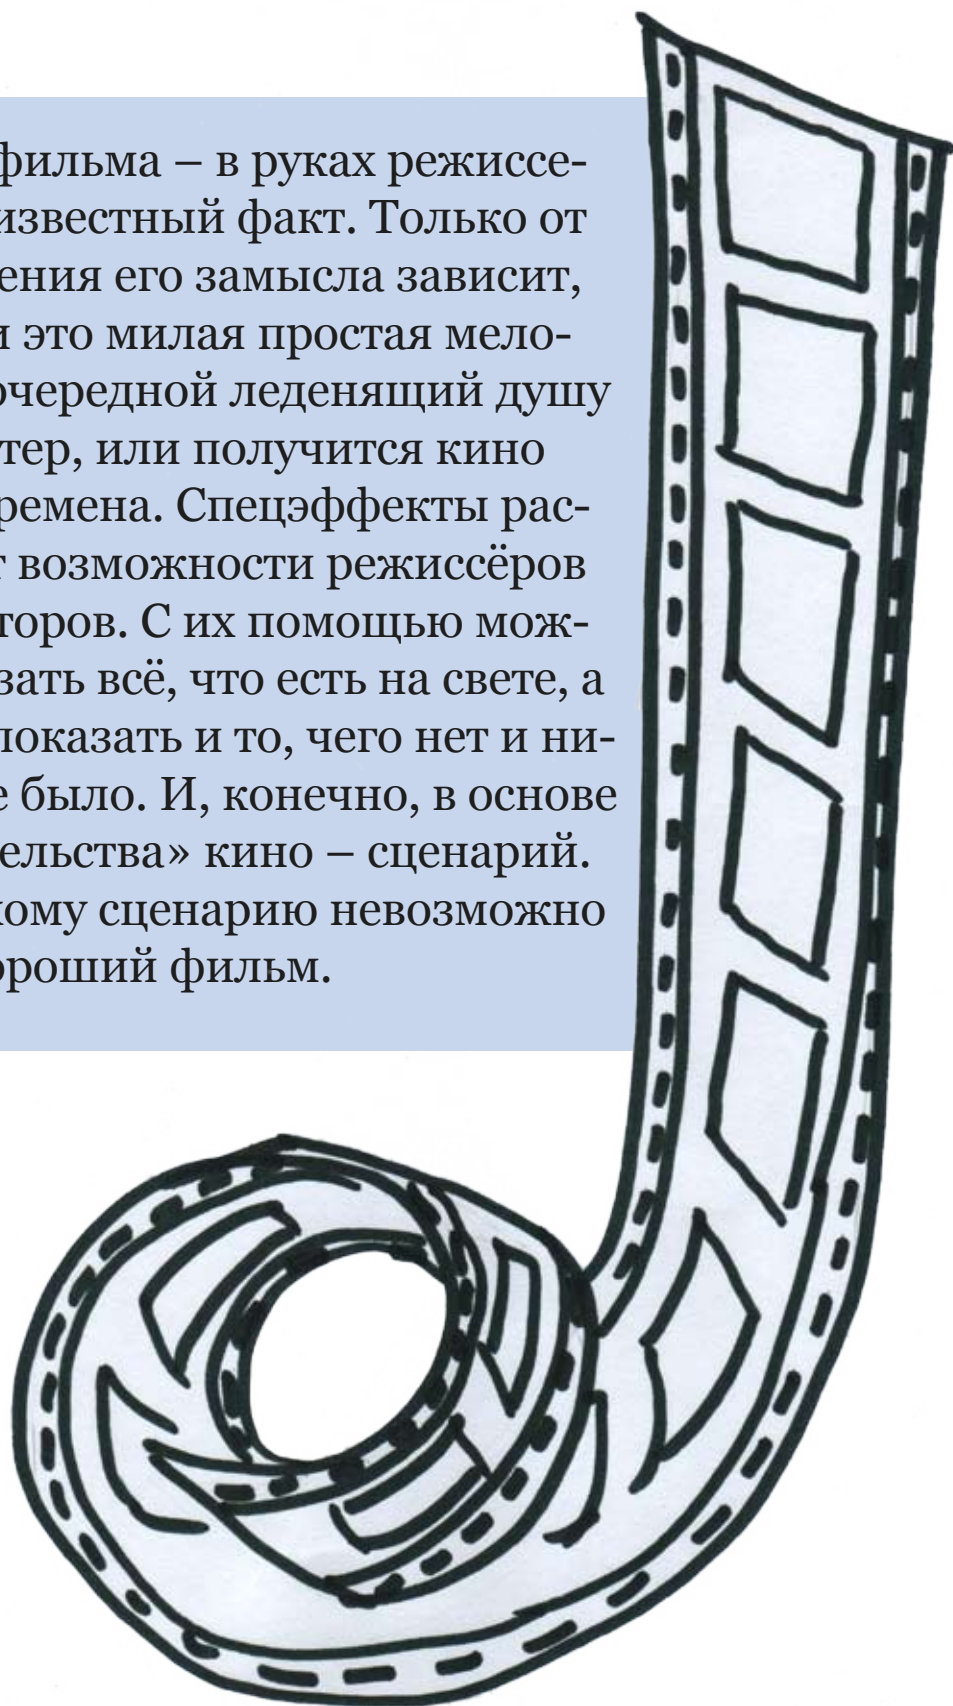 фильма – в руках режиссе-
известный факт. Только от
ения его замысла зависит,
и это милая простая мело-
очередной леденящий душу
тер, или получится кино
ремена. Спецэффекты рас-
т возможности режиссёров
торов. С их помощью мож-
зать всё, что есть на свете, а
показать и то, чего нет и ни-
е было. И, конечно, в основе
ельства» кино – сценарий.
кому сценарию невозможно
ороший фильм.